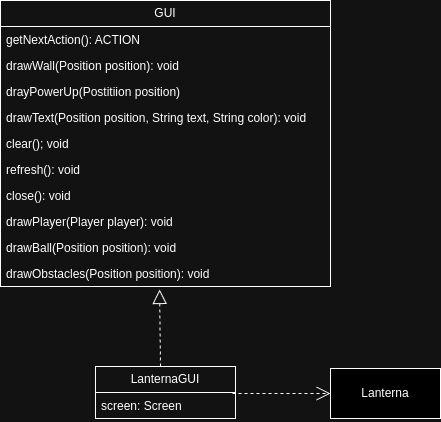 GUI
getNextAction(): ACTION
drawWall(Position position): void
drayPowerUp(Postitiion position)
drawText(Position position, String text, String color): void
clear(); void
refresh(): void
close(): void
drawPlayer(Player player): void
drawBall(Position position): void
drawObstacles(Position position): void
LanternaGUI
screen: Screen
Lanterna